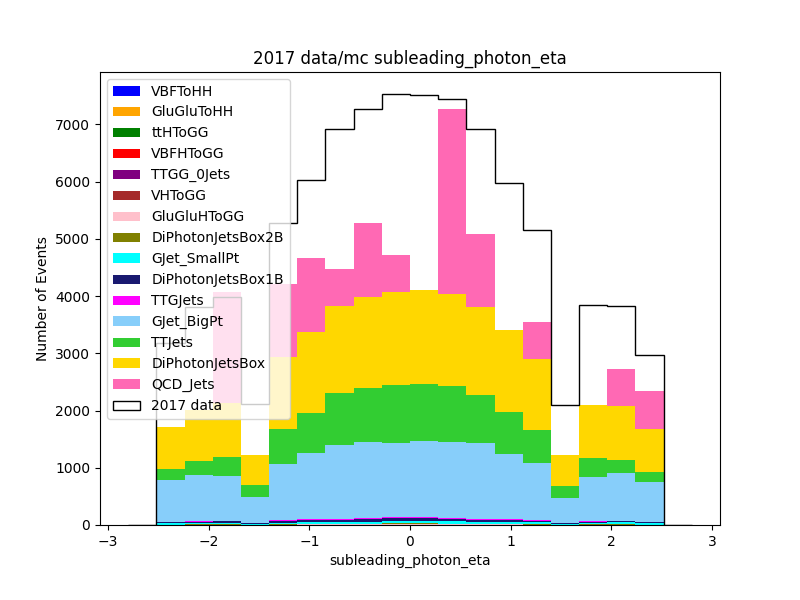 2017 data/mc subleading_photon_eta
Number of Events
7000
6000
5000
4000
3000
2000
1000
0
VBFToHH
GluGluToHH
ttHToGG
VBFHToGG
TTGG_0Jets
VHToGG
GluGluHToGG
DiPhotonJetsBox2B
GJet_SmallPt
DiPhotonJetsBox1B
TTGJets
GJet_BigPt
TTJets
DiPhotonJetsBox
QCD_Jets
2017 data
−3 −2 −1 0 1 2 3
subleading_photon_eta